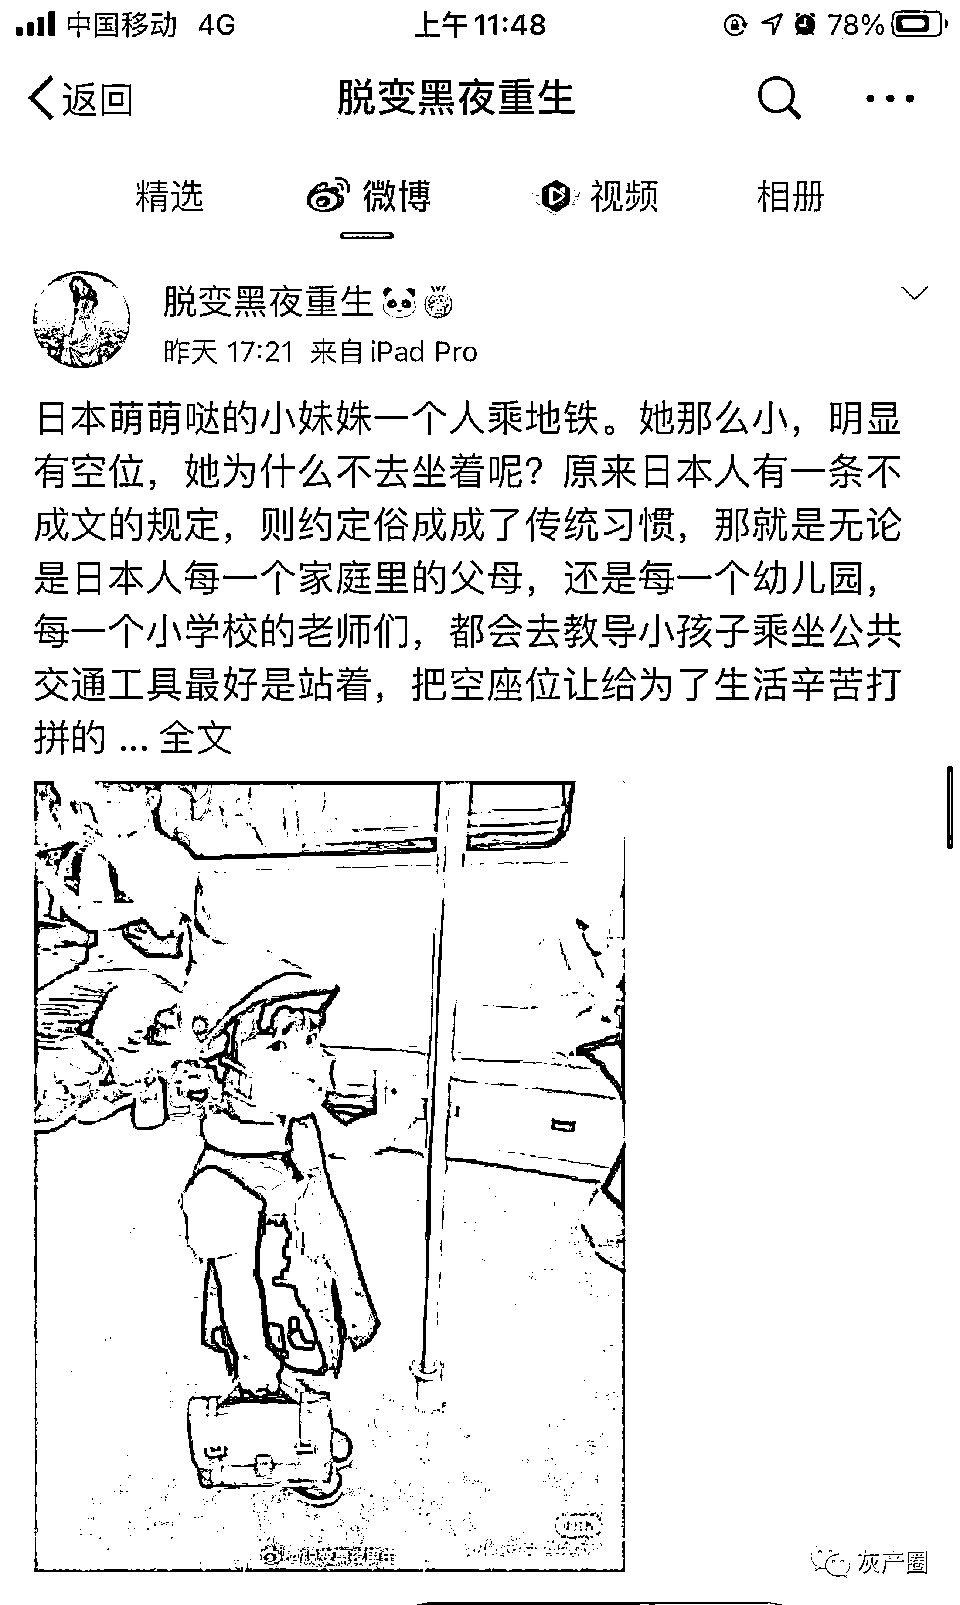 中国移动 4G 上午11:48 78%
返回 脱变黑夜重生
精选 微博 视频 相册
脱变黑夜重生
昨天 17:21 来自 iPad Pro
日本萌萌哒的小妹姝一个人乘地铁。她那么小，明显
有空位，她为什么不去坐着呢？原来日本人有一条不
成文的规定，则约定俗成成了传统习惯，那就是无论
是日本人每一个家庭里的父母，还是每一个幼儿园，
每一个小学校的老师们，都会去教导小孩子乘坐公共
交通工具最好是站着，把空座位让给为了生活辛苦打
拼的 ... 全文
灰产圈